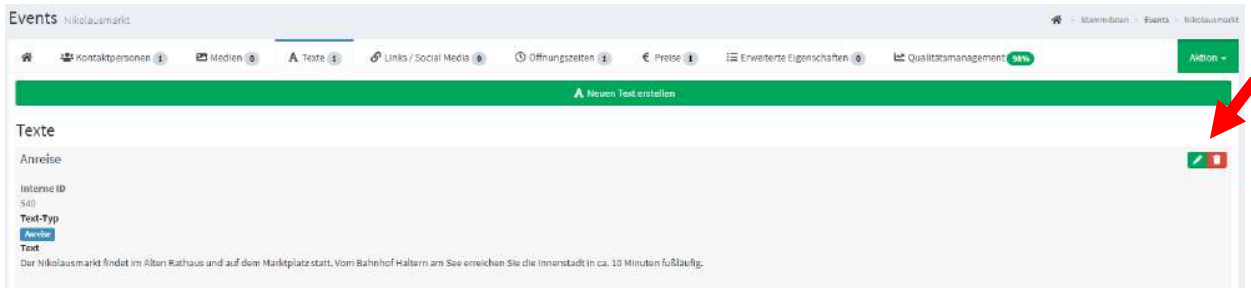 Events Nikolausmarkt
Stammdaten > Events > Nikolausmarkt
Kontaktpersonen 1 Medien 0 A Texte 1 Links / Social Media 0 Öffnungszeiten 1 € Preise 1 Erweiterte Eigenschaften 0 Qualitätsmanagement 98% Aktion
A Neuen Text erstellen
Texte
Anreise
Interne ID
540
Text-Typ
Anreise
Text
Der Nikolausmarkt findet im Alten Rathaus und auf dem Marktplatz statt. Vom Bahnhof Haltern am See erreichen Sie die Innenstadt in ca. 10 Minuten fußläufig.